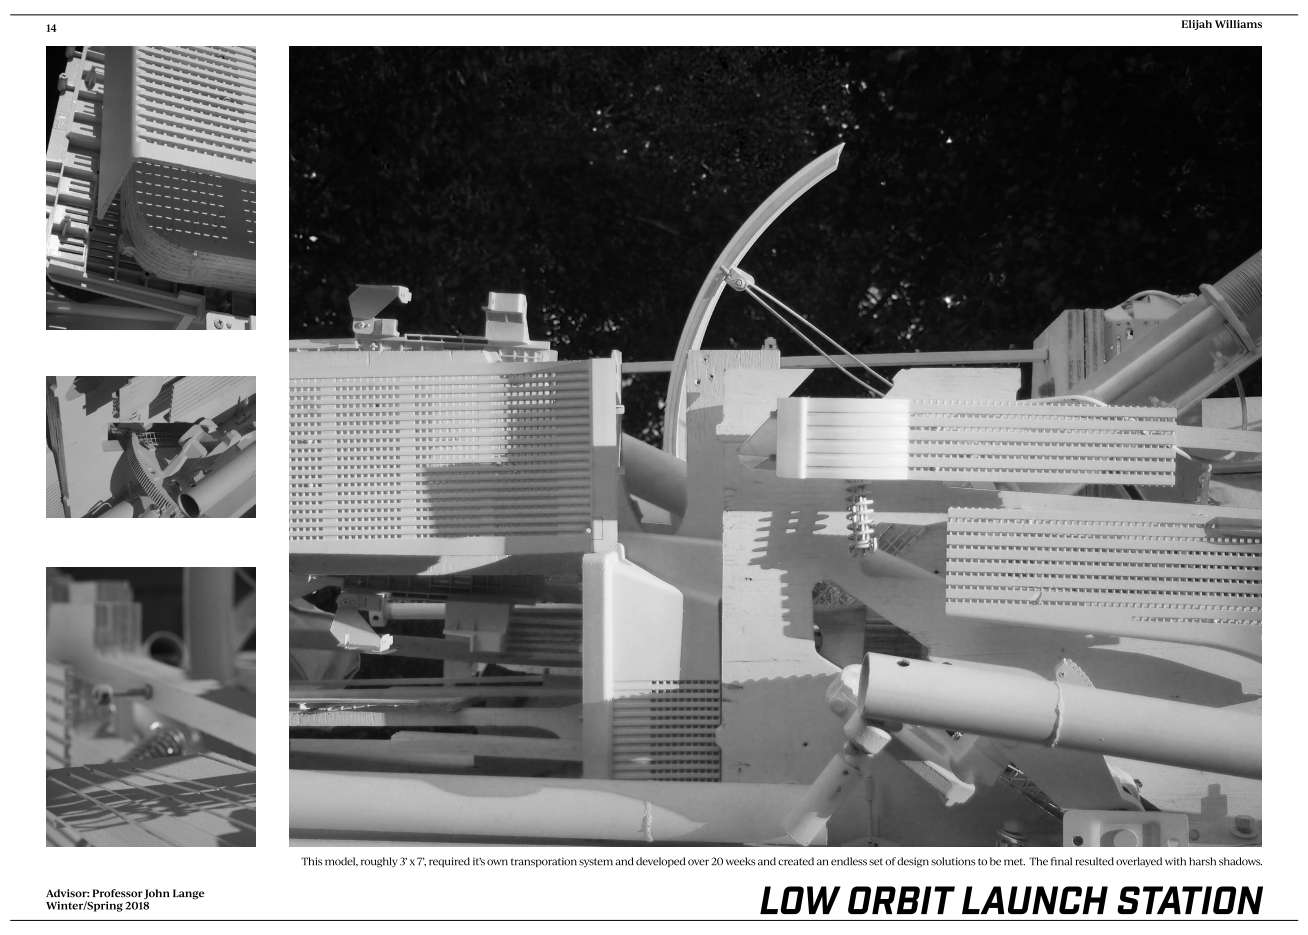 14
Elijah Williams
This model, roughly 3' x 7', required it's own transporation system and developed over 20 weeks and created an endless set of design solutions to be met. The final resulted overlayed with harsh shadows.
Advisor: Professor John Lange
Winter/Spring 2018
LOW ORBIT LAUNCH STATION